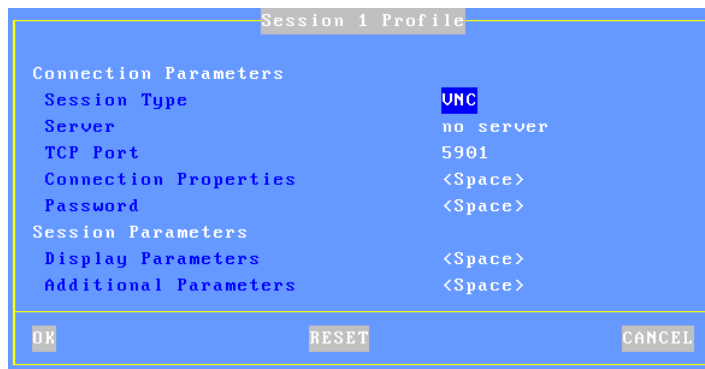 Session 1 Profile
Connection Parameters
Session Type VNC
Server no server
TCP Port 5901
Connection Properties <Space>
Password <Space>
Session Parameters
Display Parameters <Space>
Additional Parameters <Space>
OK RESET CANCEL